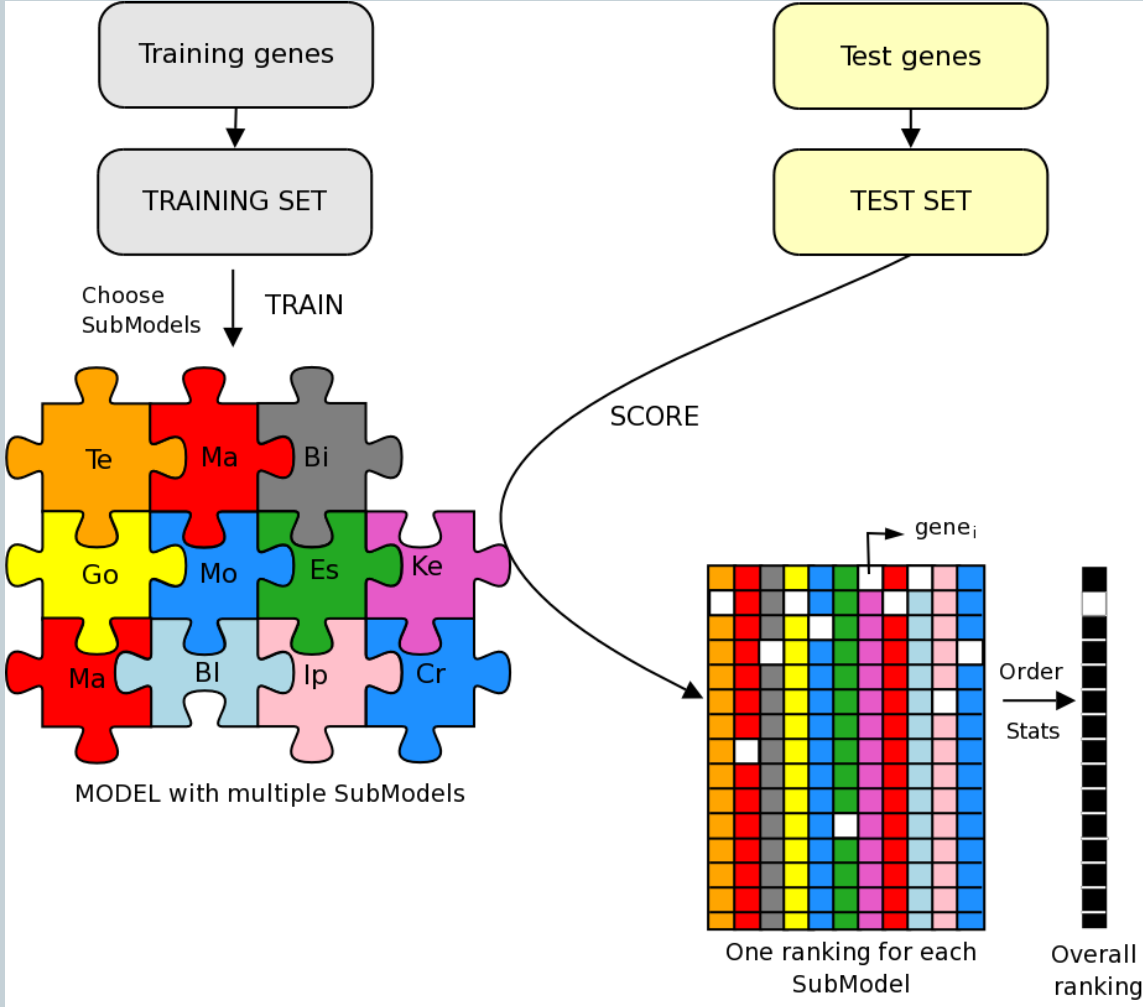 Training genes
Test genes
TRAINING SET
TEST SET
Choose
SubModels
TRAIN
SCORE
Te
Ma
Bi
Go
Mo
Es
Ke
Ma
Bl
Ip
Cr
MODEL with multiple SubModels
gene i
Order
Stats
One ranking for each
SubModel
Overall
ranking